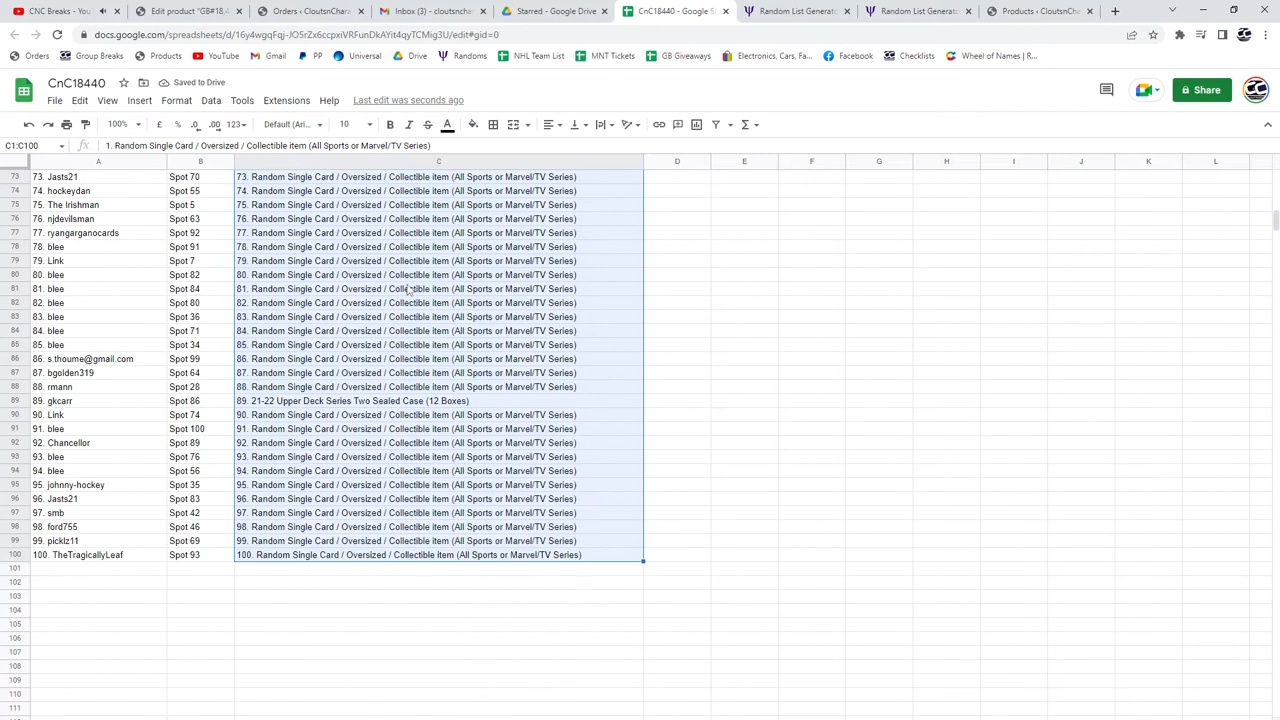 CNC Breaks - You
Edit product "GB#18,4
Orders ‹ CloutsnChara
Inbox (3) - cloutsnchar
Starred - Google Drive
CnC18440 - Google S
Random List Generato
Random List Generato
Products ‹ CloutsnCha
docs.google.com/spreadsheets/d/16y4wgqFqj-JO5rZx6ccpxiVRFunDkAYit4qyTCMig3U/edit#gid=0
Orders
Group Breaks
Products
YouTube
Gmail
PP
Universal
Drive
Randoms
NHL Team List
MNT Tickets
GB Giveaways
Electronics, Cars, Fa...
Facebook
Checklists
Wheel of Names | R...
CnC18440
Saved to Drive
File Edit View Insert Format Data Tools Extensions Help Last edit was seconds ago
Share
100% £ % .0 .00 123 Default (Ari... 10 B I S A
C1:C100 fx 1. Random Single Card / Oversized / Collectible item (All Sports or Marvel/TV Series)
A B C D E F G H I J K L
73 73. Jasts21 Spot 70 73. Random Single Card / Oversized / Collectible item (All Sports or Marvel/TV Series)
74 74. hockeydan Spot 55 74. Random Single Card / Oversized / Collectible item (All Sports or Marvel/TV Series)
75 75. The Irishman Spot 5 75. Random Single Card / Oversized / Collectible item (All Sports or Marvel/TV Series)
76 76. njdevilsman Spot 63 76. Random Single Card / Oversized / Collectible item (All Sports or Marvel/TV Series)
77 77. ryangarganocards Spot 92 77. Random Single Card / Oversized / Collectible item (All Sports or Marvel/TV Series)
78 78. blee Spot 91 78. Random Single Card / Oversized / Collectible item (All Sports or Marvel/TV Series)
79 79. Link Spot 7 79. Random Single Card / Oversized / Collectible item (All Sports or Marvel/TV Series)
80 80. blee Spot 82 80. Random Single Card / Oversized / Collectible item (All Sports or Marvel/TV Series)
81 81. blee Spot 84 81. Random Single Card / Oversized / Collectible item (All Sports or Marvel/TV Series)
82 82. blee Spot 80 82. Random Single Card / Oversized / Collectible item (All Sports or Marvel/TV Series)
83 83. blee Spot 36 83. Random Single Card / Oversized / Collectible item (All Sports or Marvel/TV Series)
84 84. blee Spot 71 84. Random Single Card / Oversized / Collectible item (All Sports or Marvel/TV Series)
85 85. blee Spot 34 85. Random Single Card / Oversized / Collectible item (All Sports or Marvel/TV Series)
86 86. s.thoume@gmail.com Spot 99 86. Random Single Card / Oversized / Collectible item (All Sports or Marvel/TV Series)
87 87. bgolden319 Spot 64 87. Random Single Card / Oversized / Collectible item (All Sports or Marvel/TV Series)
88 88. rmann Spot 28 88. Random Single Card / Oversized / Collectible item (All Sports or Marvel/TV Series)
89 89. gkcarr Spot 86 89. 21-22 Upper Deck Series Two Sealed Case (12 Boxes)
90 90. Link Spot 74 90. Random Single Card / Oversized / Collectible item (All Sports or Marvel/TV Series)
91 91. blee Spot 100 91. Random Single Card / Oversized / Collectible item (All Sports or Marvel/TV Series)
92 92. Chancellor Spot 89 92. Random Single Card / Oversized / Collectible item (All Sports or Marvel/TV Series)
93 93. blee Spot 76 93. Random Single Card / Oversized / Collectible item (All Sports or Marvel/TV Series)
94 94. blee Spot 56 94. Random Single Card / Oversized / Collectible item (All Sports or Marvel/TV Series)
95 95. johnny-hockey Spot 35 95. Random Single Card / Oversized / Collectible item (All Sports or Marvel/TV Series)
96 96. Jasts21 Spot 83 96. Random Single Card / Oversized / Collectible item (All Sports or Marvel/TV Series)
97 97. smb Spot 42 97. Random Single Card / Oversized / Collectible item (All Sports or Marvel/TV Series)
98 98. ford755 Spot 46 98. Random Single Card / Oversized / Collectible item (All Sports or Marvel/TV Series)
99 99. picklz11 Spot 69 99. Random Single Card / Oversized / Collectible item (All Sports or Marvel/TV Series)
100 100. TheTragicallyLeaf Spot 93 100. Random Single Card / Oversized / Collectible item (All Sports or Marvel/TV Series)
101
102
103
104
105
106
107
108
109
110
111